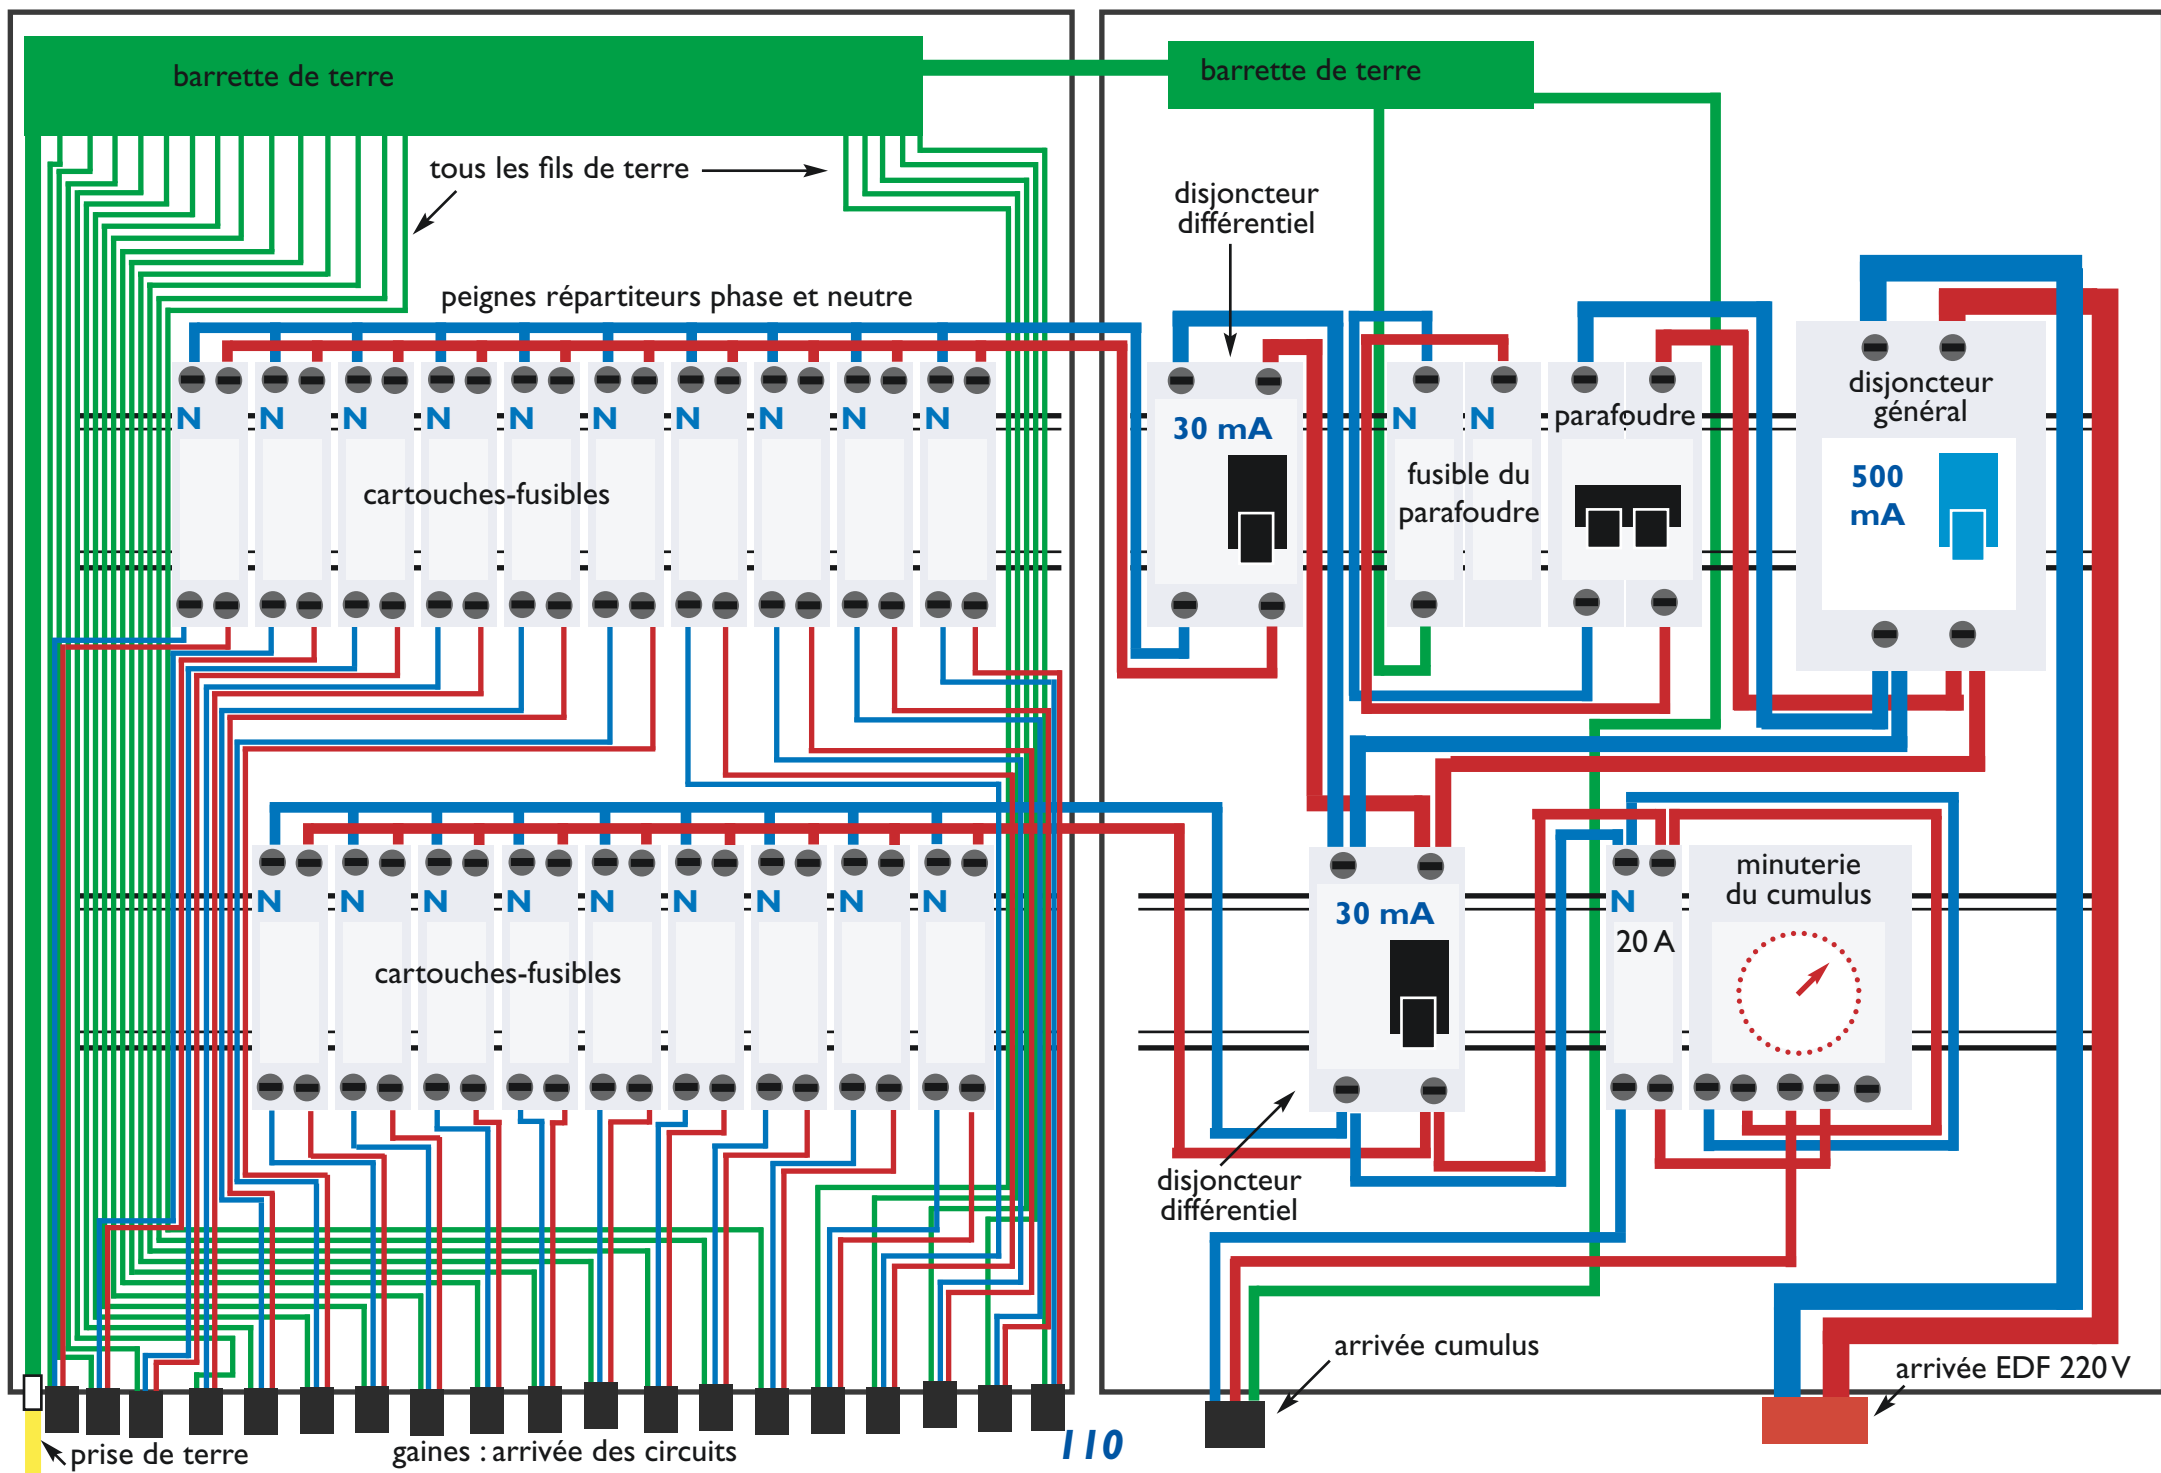 barrette de terre
barrette de terre
tous les fils de terre
disjoncteur
différentiel
peignes répartiteurs phase et neutre
N N N N N N N N N N
cartouches-fusibles
30 mA
N N
fusible du
parafoudre
parafoudre
disjoncteur
général
500
mA
N N N N N N N N N
cartouches-fusibles
30 mA
N
20 A
minuterie
du cumulus
disjoncteur
différentiel
arrivée cumulus
arrivée EDF 220 V
prise de terre
gaines : arrivée des circuits
110